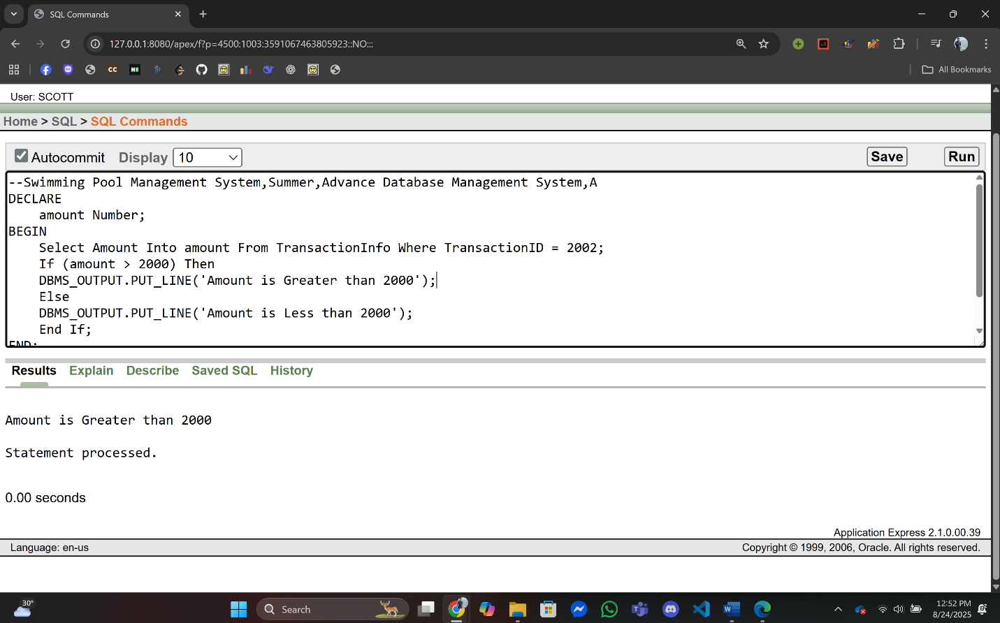 SQL Commands
127.0.0.1:8080/apex/f?p=4500:1003:3591067463805923::NO:::
All Bookmarks
User: SCOTT
Home > SQL > SQL Commands
Autocommit Display 10 Save Run
--Swimming Pool Management System,Summer,Advance Database Management System,A
DECLARE
amount Number;
BEGIN
Select Amount Into amount From TransactionInfo Where TransactionID = 2002;
If (amount > 2000) Then
DBMS_OUTPUT.PUT_LINE('Amount is Greater than 2000');
Else
DBMS_OUTPUT.PUT_LINE('Amount is Less than 2000');
End If;
END;
Results Explain Describe Saved SQL History
Amount is Greater than 2000
Statement processed.
0.00 seconds
Application Express 2.1.0.00.39
Language: en-us Copyright © 1999, 2006, Oracle. All rights reserved.
30°
Search
12:52 PM
8/24/2025